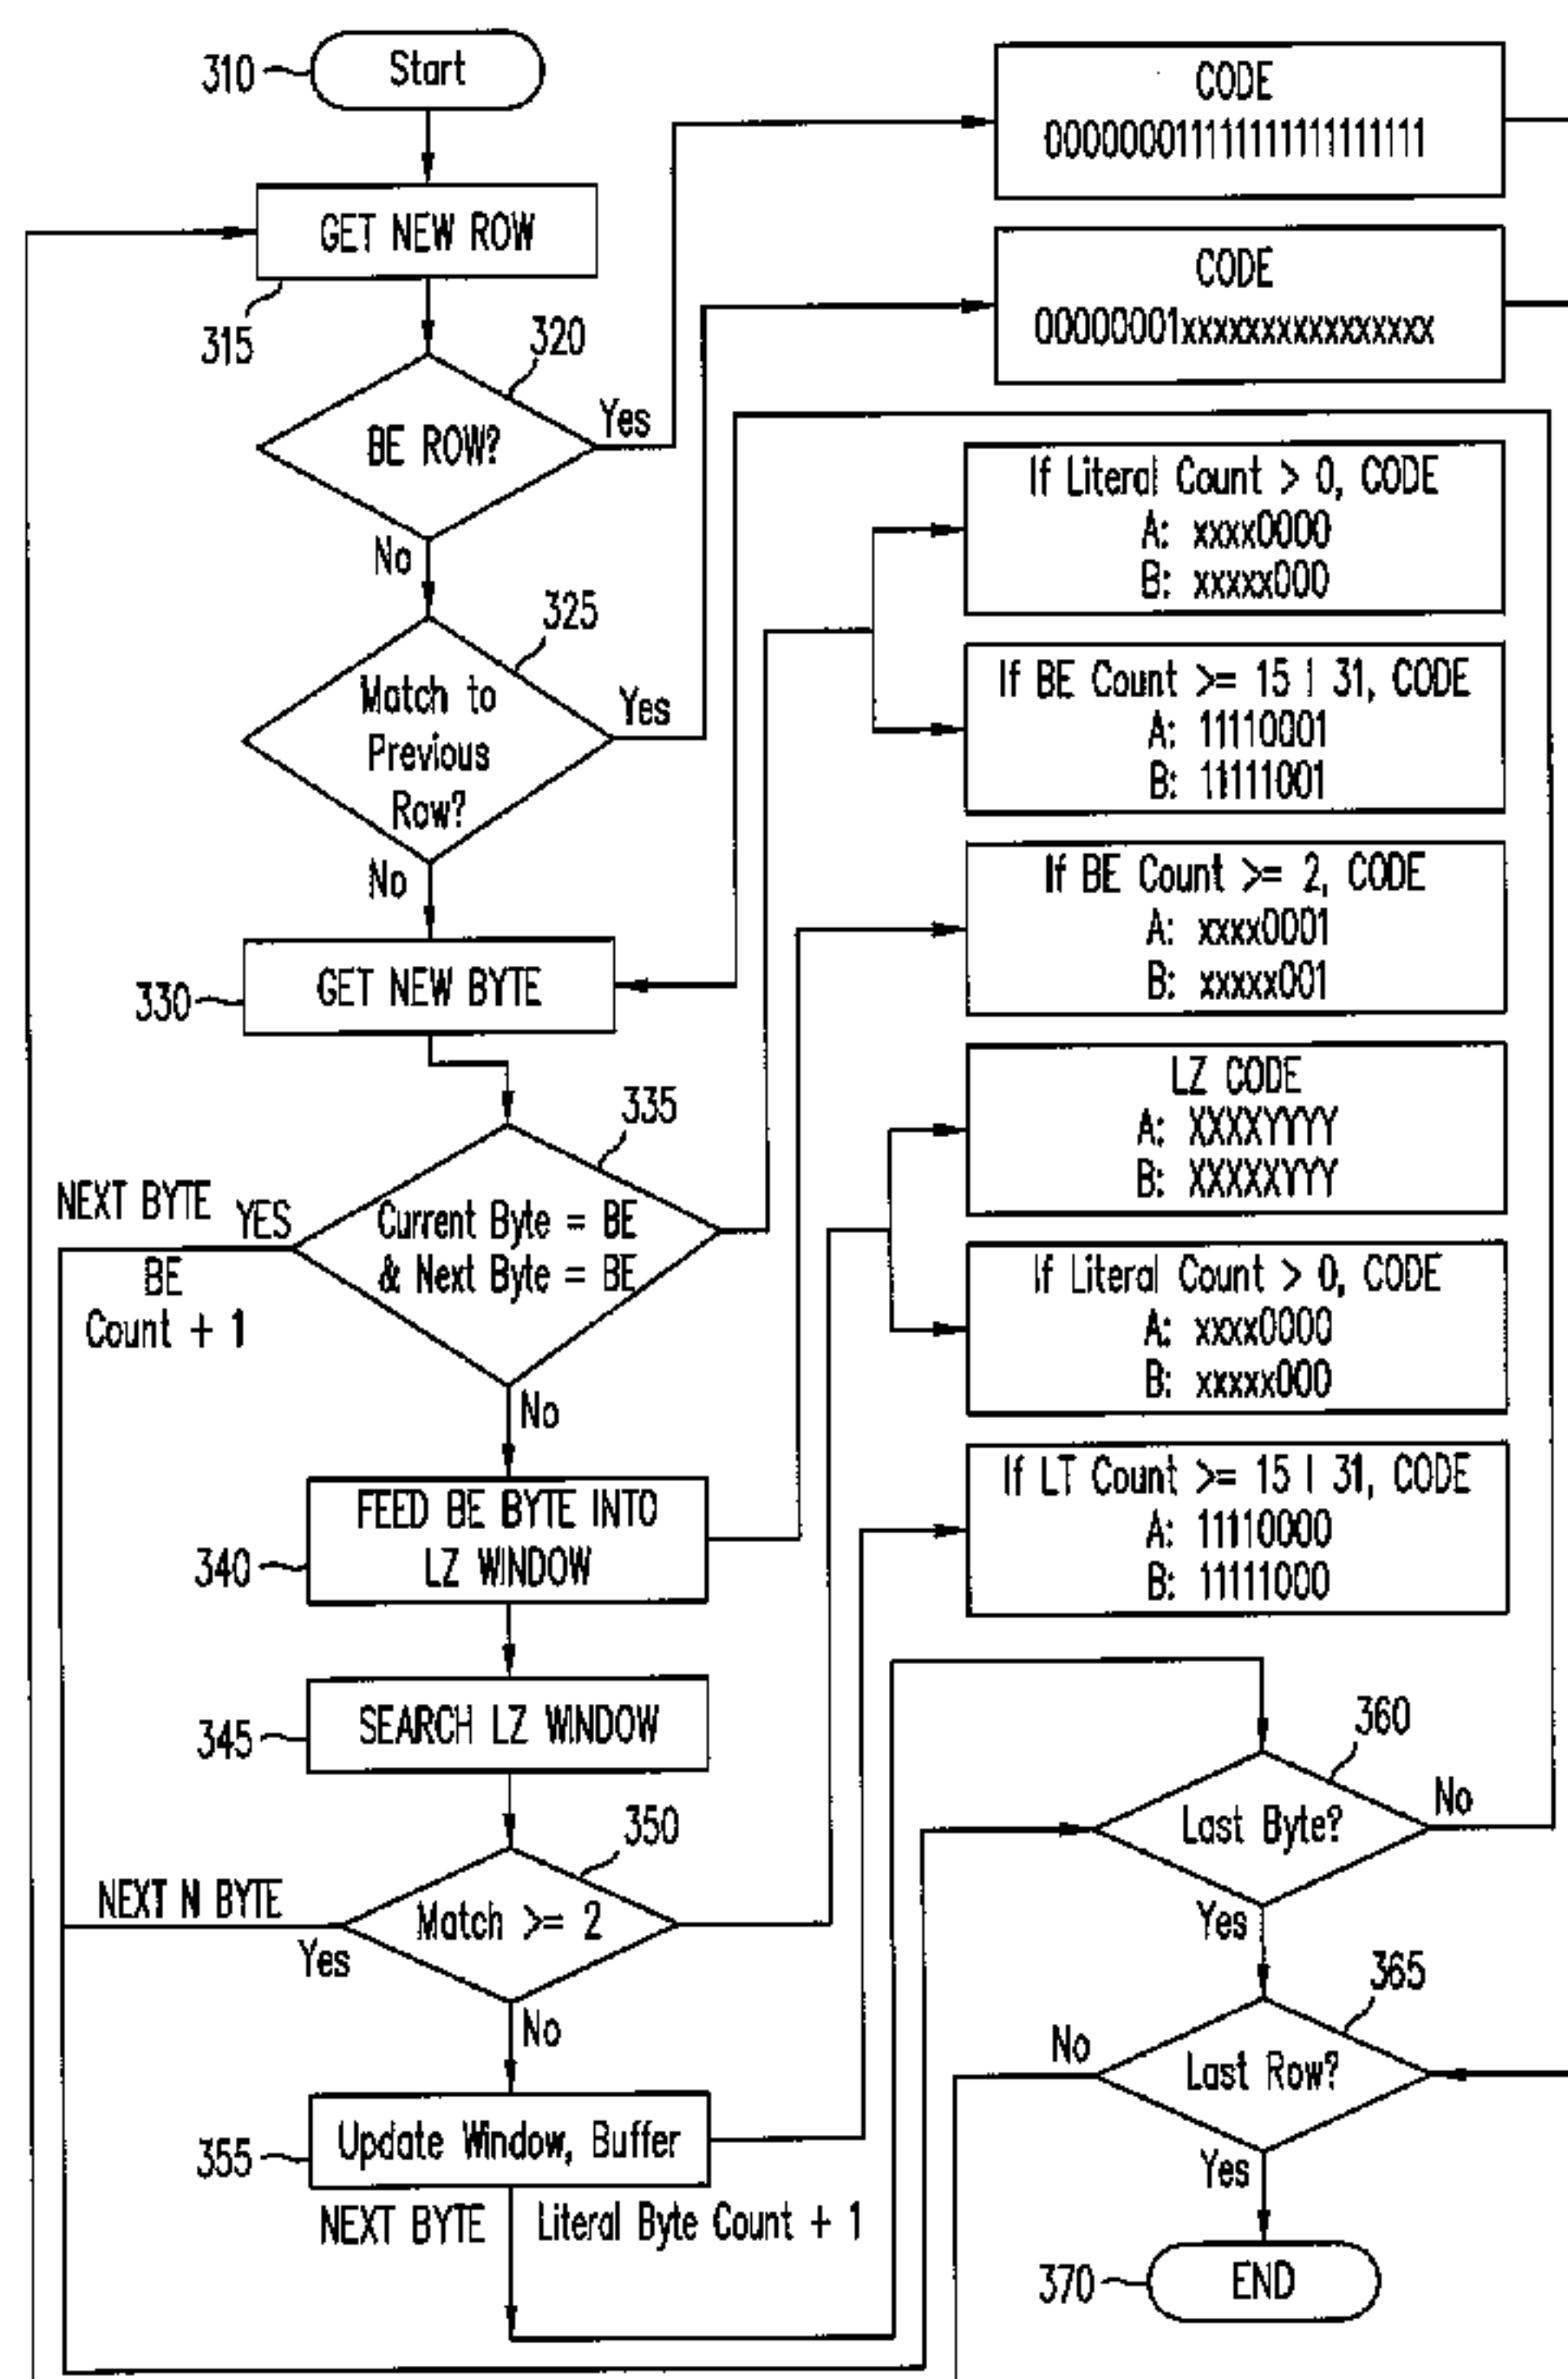 310
Start
CODE
000000011111111111111111
GET NEW ROW
315
CODE
00000001xxxxxxxxxxxxxxxx
320
BE ROW?
Yes
No
If Literal Count > 0, CODE
A: xxxx0000
B: xxxxx000
325
Match to
Previous
Row?
Yes
No
If BE Count >= 15 | 31, CODE
A: 11110001
B: 11111001
If BE Count >= 2, CODE
A: xxxx0001
B: xxxxx001
330
GET NEW BYTE
LZ CODE
A: XXXXYYYY
B: XXXXXYYY
335
NEXT BYTE
YES
Current Byte = BE
& Next Byte = BE
BE
Count + 1
No
If Literal Count > 0, CODE
A: xxxx0000
B: xxxxx000
If LT Count >= 15 | 31, CODE
A: 11110000
B: 11111000
340
FEED BE BYTE INTO
LZ WINDOW
345
SEARCH LZ WINDOW
360
Last Byte?
No
Yes
350
NEXT N BYTE
Match >= 2
Yes
No
365
No
Last Row?
Yes
355
Update Window, Buffer
NEXT BYTE
Literal Byte Count + 1
370
END